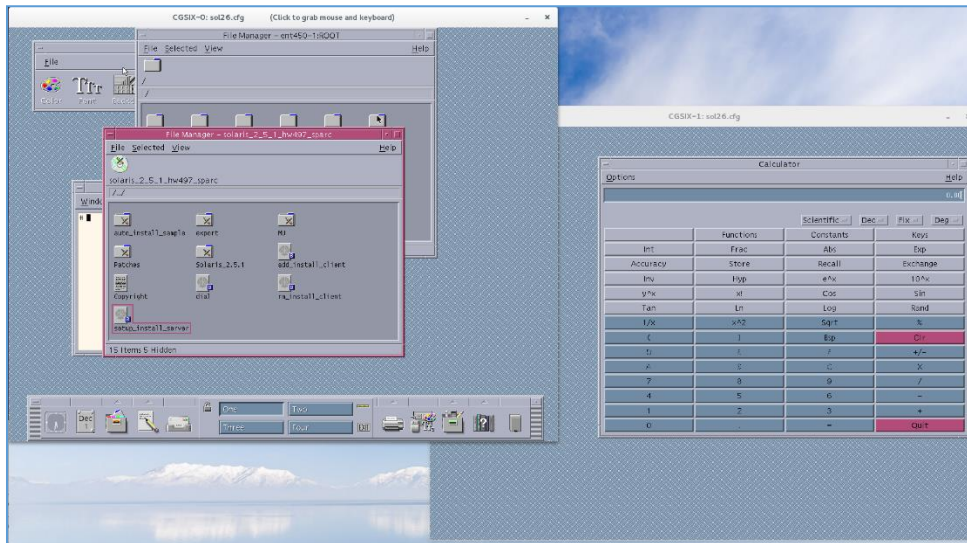 CGSIX-0: sol26.cfg (Click to grab mouse and keyboard)
File Manager - ent450-1:ROOT
File Selected View Help
/
/
File
Color Font
File Manager - solaris_2_5_1_hw497_sparc
File Selected View Help
solaris_2_5_1_hw497_sparc
/../
auto_install_sample export MU
Patches Solaris_2.5.1 add_install_client
Copyright dial rm_install_client
setup_install_server
15 Items 5 Hidden
#
Dec
1
One Two
Three Four
CGSIX-1: sol26.cfg
Calculator
Options Help
0.00
Scientific Dec Fix Deg
Functions Constants Keys
Int Frac Abs Exp
Accuracy Store Recall Exchange
Inv Hyp e^x 10^x
y^x x! Cos Sin
Tan Ln Log Rand
1/x x^2 Sqrt %
( ) Bsp Clr
D E F +/-
A B C X
7 8 9 /
4 5 6 -
1 2 3 +
0 . = Quit